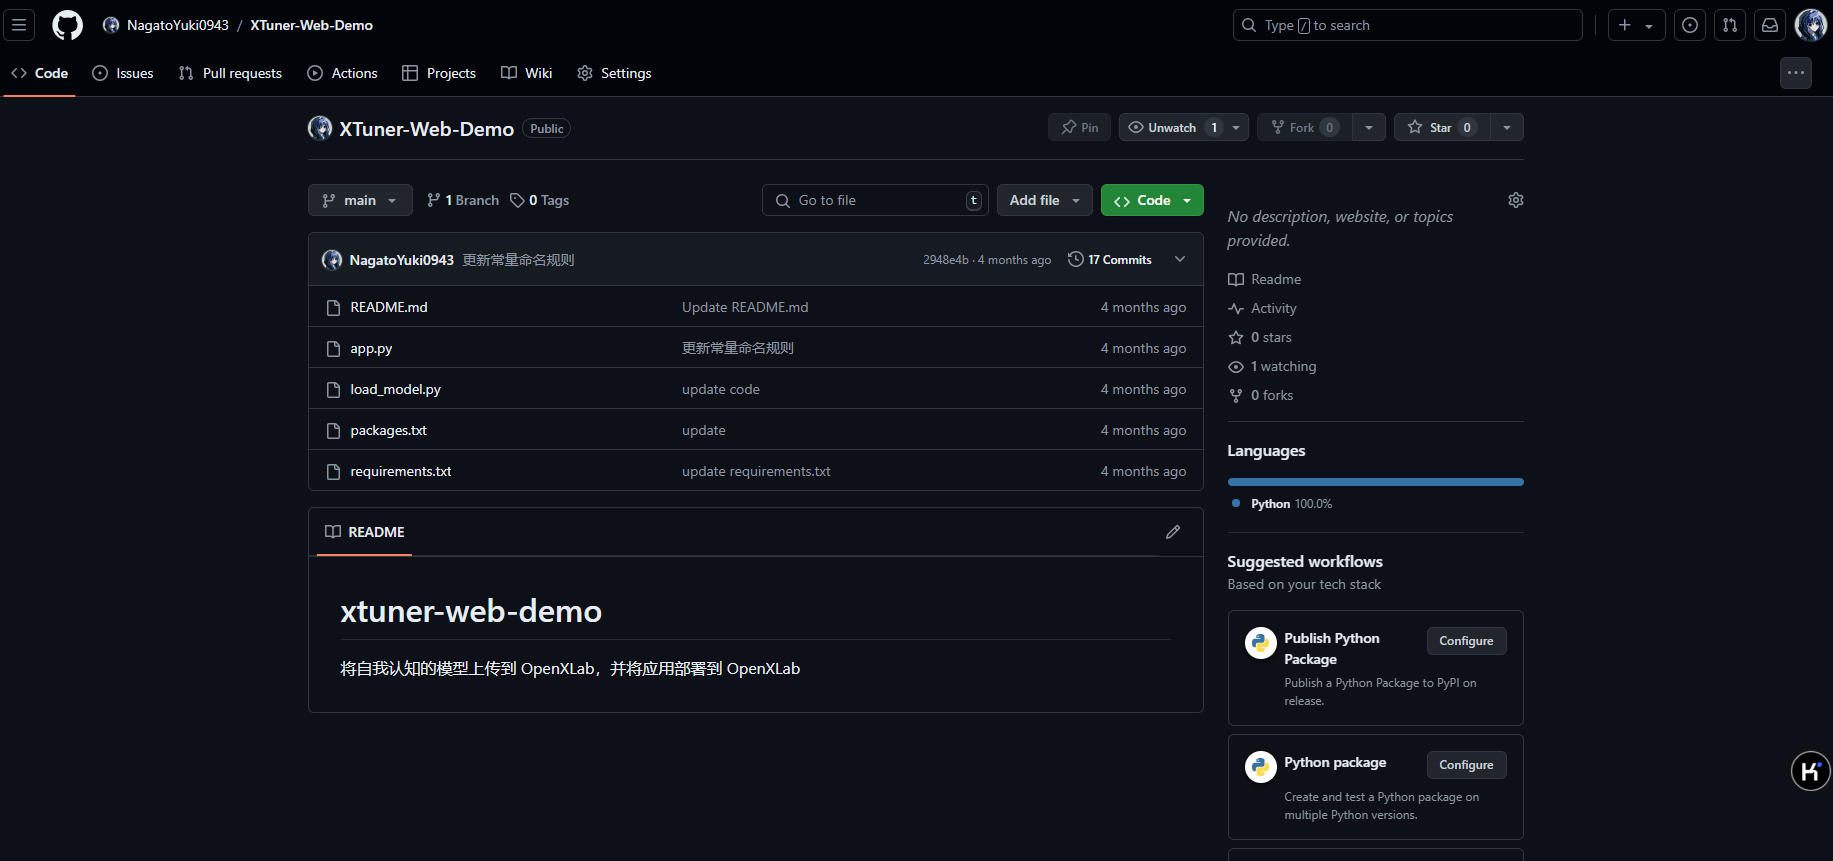 NagatoYuki0943 / XTuner-Web-Demo
Type / to search
Code Issues Pull requests Actions Projects Wiki Settings
XTuner-Web-Demo Public
Pin Unwatch 1 Fork 0 Star 0
main 1 Branch 0 Tags
Go to file t Add file Code
NagatoYuki0943 更新常量命名规则 2948e4b · 4 months ago 17 Commits
README.md Update README.md 4 months ago
app.py 更新常量命名规则 4 months ago
load_model.py update code 4 months ago
packages.txt update 4 months ago
requirements.txt update requirements.txt 4 months ago
README
xtuner-web-demo
将自我认知的模型上传到 OpenXLab，并将应用部署到 OpenXLab
No description, website, or topics
provided.
Readme
Activity
0 stars
1 watching
0 forks
Languages
Python 100.0%
Suggested workflows
Based on your tech stack
Publish Python
Package
Configure
Publish a Python Package to PyPI on
release.
Python package
Configure
Create and test a Python package on
multiple Python versions.